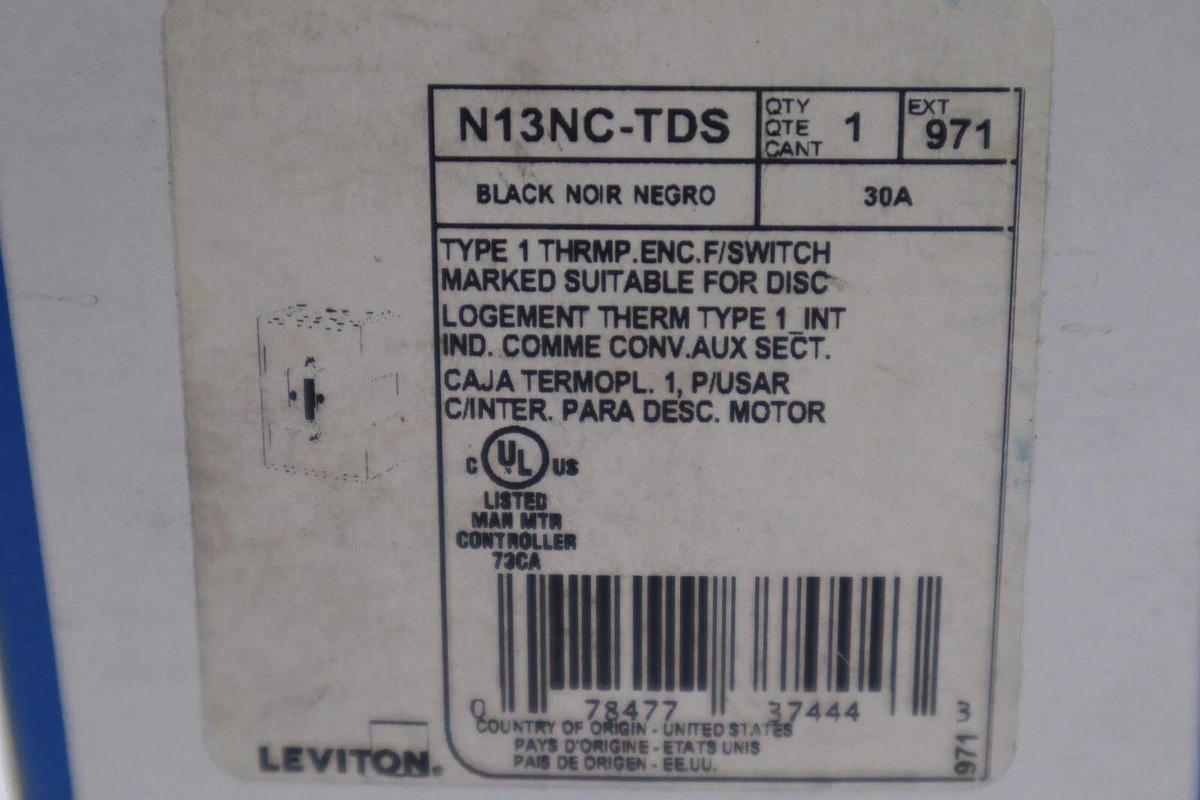 N13NC-TDS
QTY
QTE
CANT
1
EXT
971
BLACK NOIR NEGRO
30A
TYPE 1 THRMP.ENC.F/SWITCH
MARKED SUITABLE FOR DISC
LOGEMENT THERM TYPE 1_INT
IND. COMME CONV.AUX SECT.
CAJA TERMOPL. 1, P/USAR
C/INTER. PARA DESC. MOTOR
C UL US
LISTED
MAN MTR
CONTROLLER
73CA
0 78477 37444 3
COUNTRY OF ORIGIN - UNITED STATES
PAYS D'ORIGINE - ETATS UNIS
PAIS DE ORIGEN - EE.UU.
971
LEVITON®